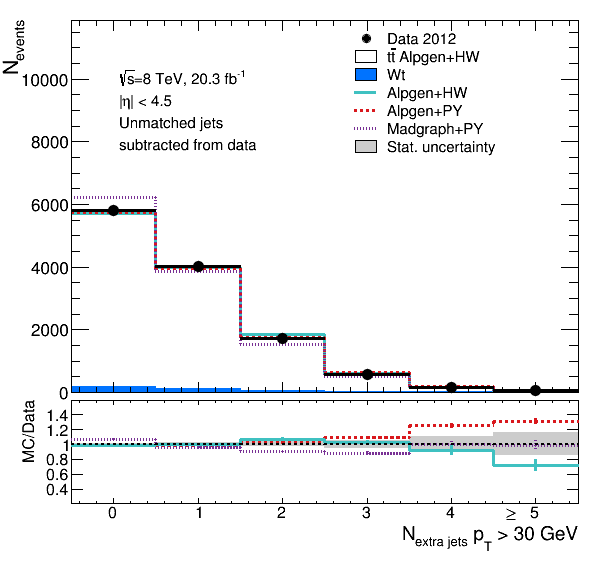 N_events
10000
8000
6000
4000
2000
0
√s=8 TeV, 20.3 fb⁻¹
|η| < 4.5
Unmatched jets
subtracted from data
Data 2012
tt̄ Alpgen+HW
Wt
Alpgen+HW
Alpgen+PY
Madgraph+PY
Stat. uncertainty
MC/Data
1.4
1.2
1
0.8
0.6
0.4
0 1 2 3 4 ≥ 5
N_extra jets p_T > 30 GeV